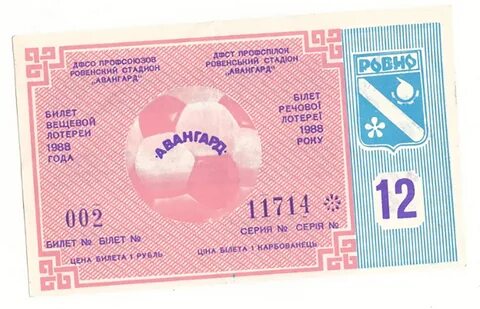 ДФСО ПРОФСОЮЗОВ
РОВЕНСКИЙ СТАДИОН
„АВАНГАРД"
ДФСТ ПРОФСПІЛОК
РОВЕНСЬКИЙ СТАДІОН
„АВАНГАРД"
БИЛЕТ
ВЕЩЕВОЙ
ЛОТЕРЕИ
1988
ГОДА
БІЛЕТ
РЕЧОВОЇ
ЛОТЕРЕЇ
1988
РОКУ
·АВАНГАРД·
002
БИЛЕТ № БІЛЕТ №
ЦЕНА БИЛЕТА 1 РУБЛЬ
11714 *
СЕРИЯ № СЕРІЯ №
ЦІНА БІЛЕТА 1 КАРБОВАНЕЦЬ
РОВНО
12